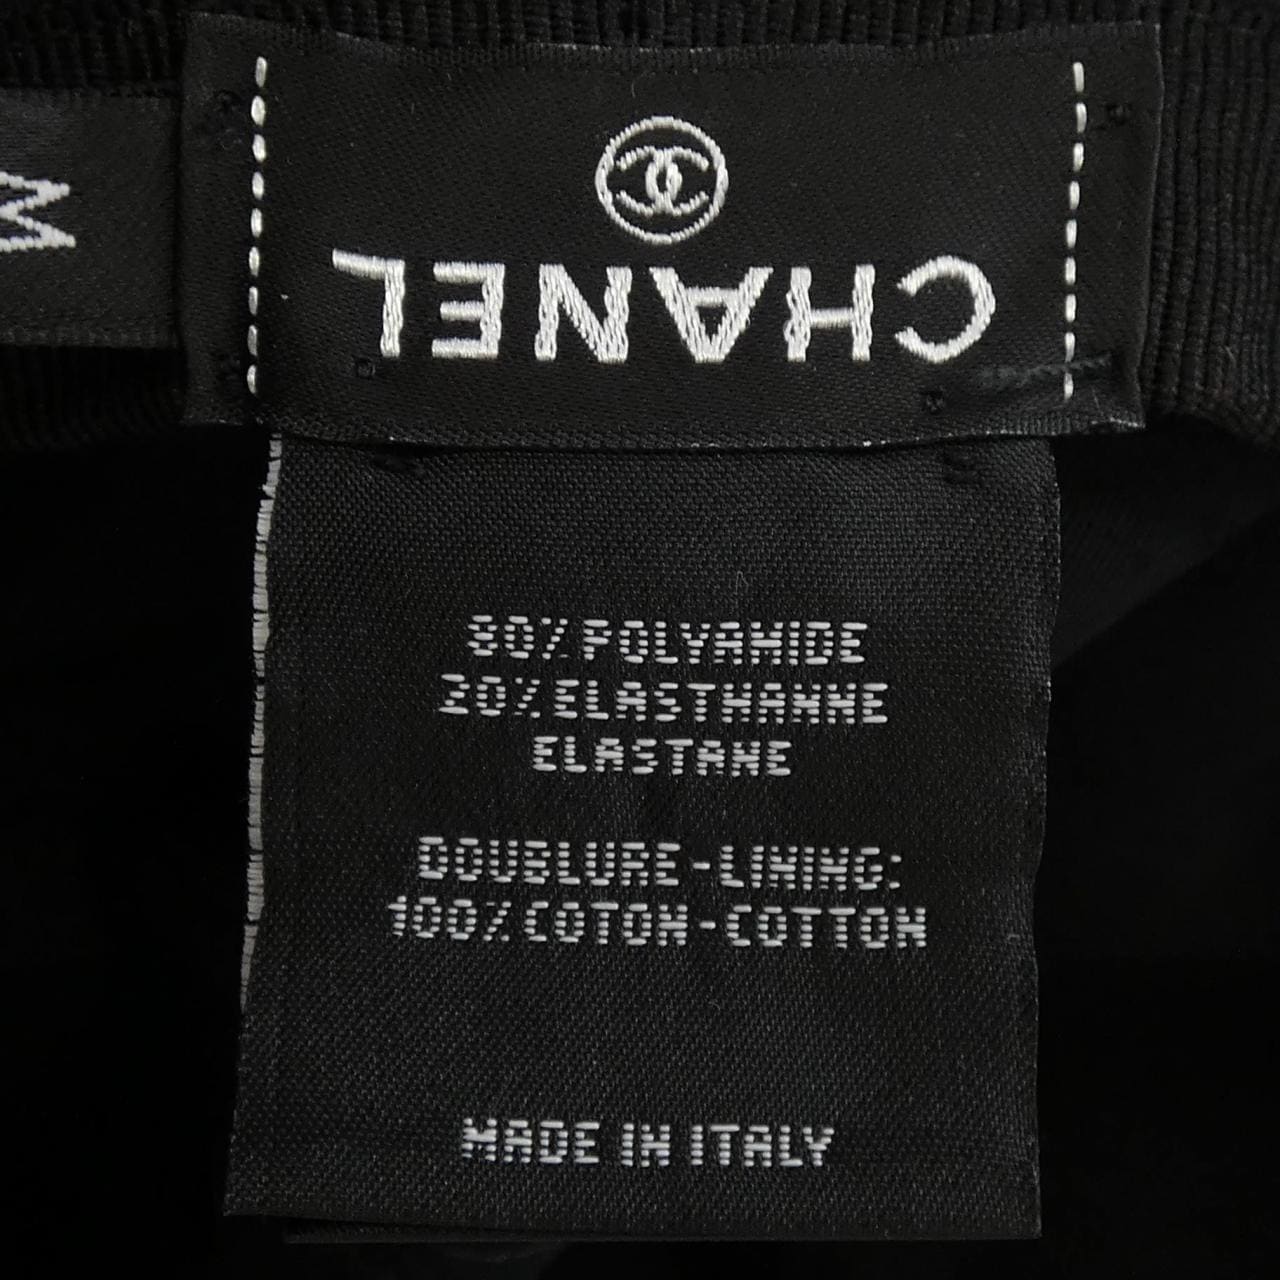 M
CHANEL
80% POLYAMIDE
20% ELASTHANNE
ELASTANE
DOUBLURE-LINING:
100% COTON-COTTON
MADE IN ITALY